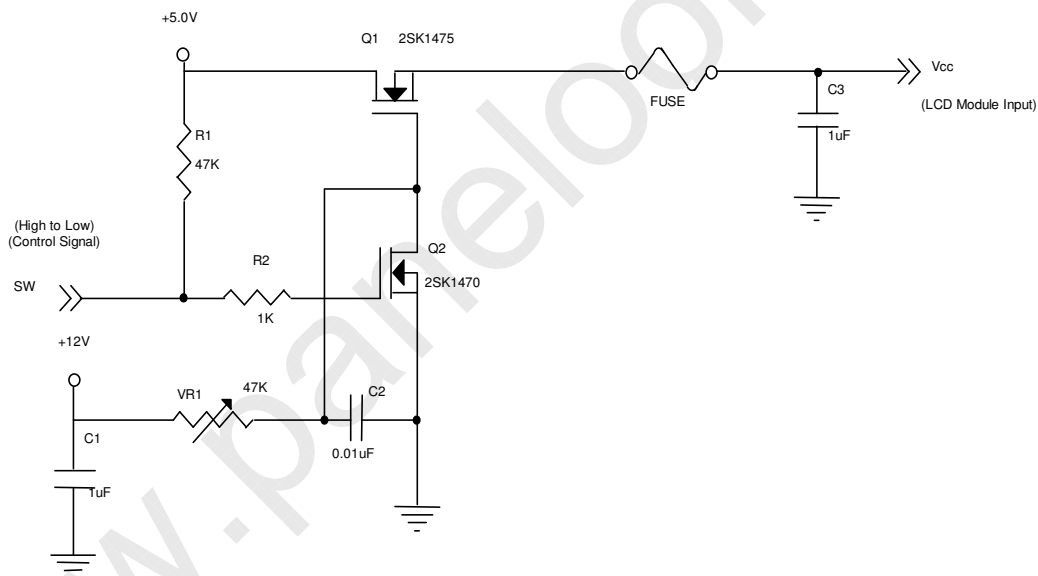 +5.0V
Q1 2SK1475
Vcc
FUSE
C3
(LCD Module Input)
R1
1uF
47K
(High to Low)
(Control Signal)
Q2
R2
SW
2SK1470
1K
+12V
VR1
47K
C2
C1
0.01uF
1uF
w.paneloo